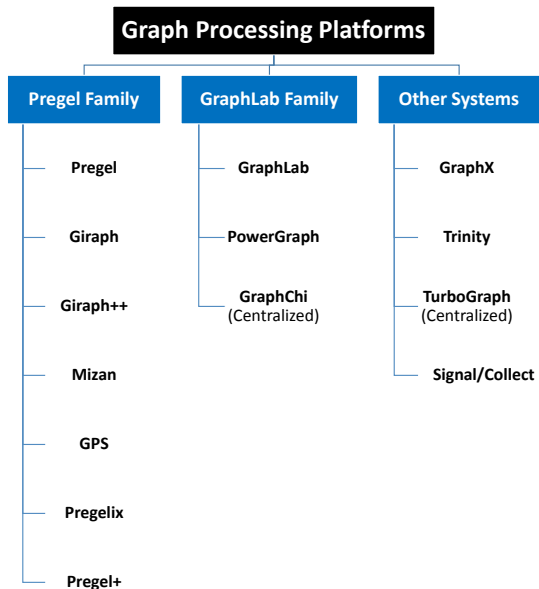 Graph Processing Platforms
Pregel Family
Pregel
Giraph
Giraph++
Mizan
GPS
Pregelix
Pregel+
GraphLab Family
GraphLab
PowerGraph
GraphChi
(Centralized)
Other Systems
GraphX
Trinity
TurboGraph
(Centralized)
Signal/Collect